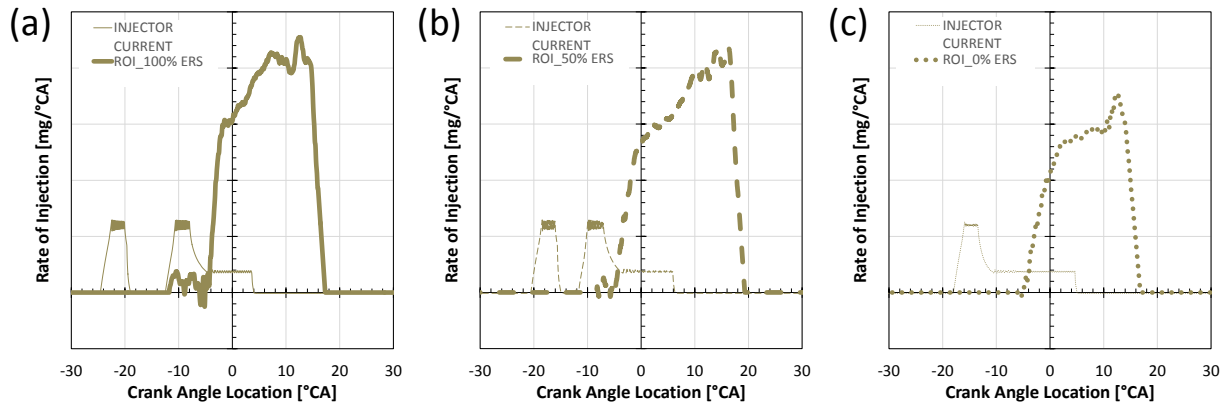 (a)
INJECTOR
CURRENT
ROI_100% ERS
Rate of Injection [mg/°CA]
-30 -20 -10 0 10 20 30
Crank Angle Location [°CA]
(b)
INJECTOR
CURRENT
ROI_50% ERS
Rate of Injection [mg/°CA]
-30 -20 -10 0 10 20 30
Crank Angle Location [°CA]
(c)
INJECTOR
CURRENT
ROI_0% ERS
Rate of Injection [mg/°CA]
-30 -20 -10 0 10 20 30
Crank Angle Location [°CA]